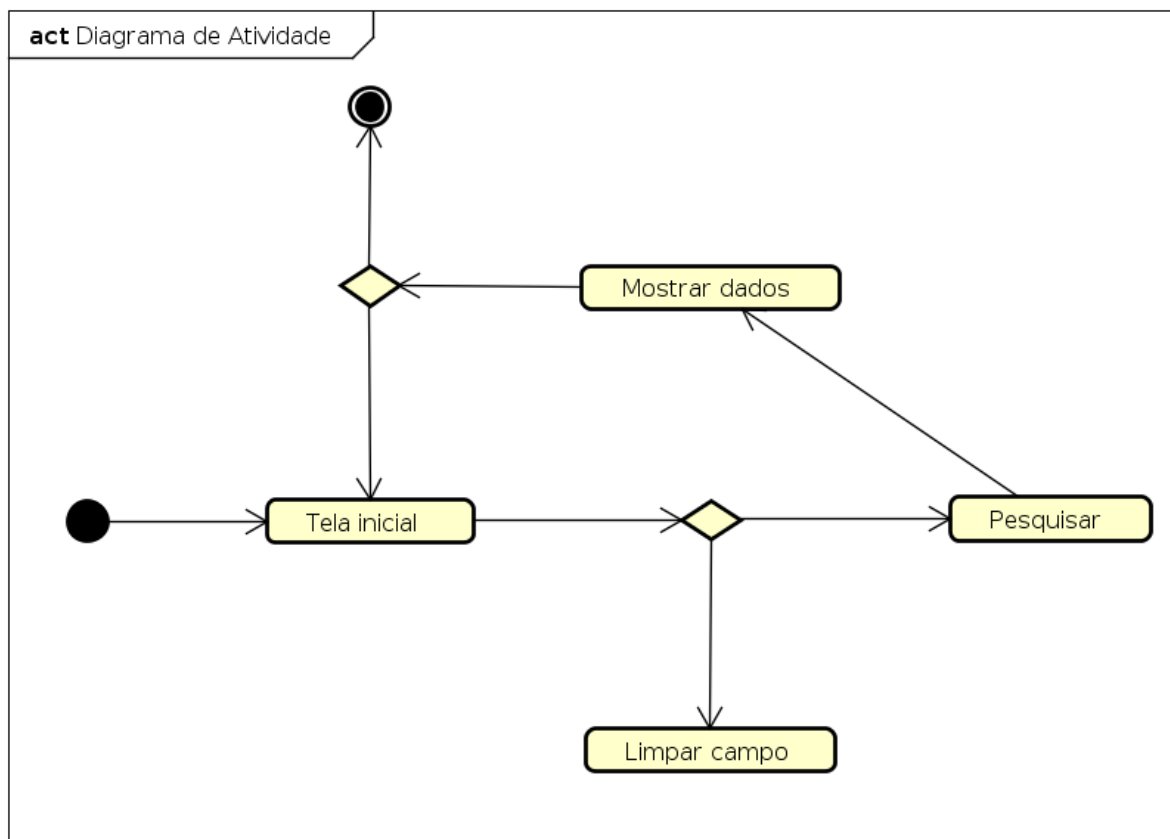 act Diagrama de Atividade
Mostrar dados
Tela inicial
Pesquisar
Limpar campo